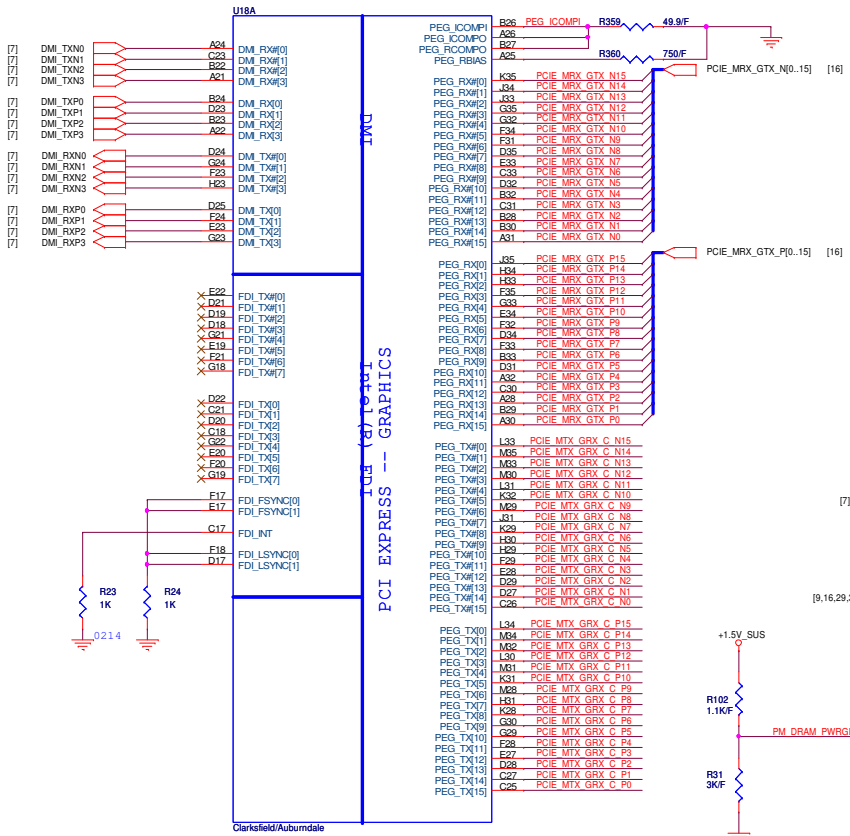 U18A
[7] DMI_TXN0 A24 DMI_RX#[0]
[7] DMI_TXN1 C23 DMI_RX#[1]
[7] DMI_TXN2 B22 DMI_RX#[2]
[7] DMI_TXN3 A21 DMI_RX#[3]
[7] DMI_TXP0 B24 DMI_RX[0]
[7] DMI_TXP1 D23 DMI_RX[1]
[7] DMI_TXP2 B23 DMI_RX[2]
[7] DMI_TXP3 A22 DMI_RX[3]
[7] DMI_RXN0 D24 DMI_TX#[0]
[7] DMI_RXN1 G24 DMI_TX#[1]
[7] DMI_RXN2 F23 DMI_TX#[2]
[7] DMI_RXN3 H23 DMI_TX#[3]
[7] DMI_RXP0 D25 DMI_TX[0]
[7] DMI_RXP1 F24 DMI_TX[1]
[7] DMI_RXP2 E23 DMI_TX[2]
[7] DMI_RXP3 G23 DMI_TX[3]
E22 FDI_TX#[0]
D21 FDI_TX#[1]
D19 FDI_TX#[2]
D18 FDI_TX#[3]
G21 FDI_TX#[4]
E19 FDI_TX#[5]
F21 FDI_TX#[6]
G18 FDI_TX#[7]
D22 FDI_TX[0]
C21 FDI_TX[1]
D20 FDI_TX[2]
C18 FDI_TX[3]
G22 FDI_TX[4]
E20 FDI_TX[5]
F20 FDI_TX[6]
G19 FDI_TX[7]
F17 FDI_FSYNC[0]
E17 FDI_FSYNC[1]
C17 FDI_INT
F18 FDI_LSYNC[0]
D17 FDI_LSYNC[1]
R23
1K
R24
1K
0214
DMI
Intel(R) FDI
PCI EXPRESS -- GRAPHICS
PEG_ICOMPI B26 PEG_ICOMPI R359 49.9/F
PEG_ICOMPO A26
PEG_RCOMPO B27
PEG_RBIAS A25 R360 750/F
PEG_RX#[0] K35 PCIE_MRX_GTX_N15
PEG_RX#[1] J34 PCIE_MRX_GTX_N14
PEG_RX#[2] J33 PCIE_MRX_GTX_N13
PEG_RX#[3] G35 PCIE_MRX_GTX_N12
PEG_RX#[4] G32 PCIE_MRX_GTX_N11
PEG_RX#[5] F34 PCIE_MRX_GTX_N10
PEG_RX#[6] F31 PCIE_MRX_GTX_N9
PEG_RX#[7] D35 PCIE_MRX_GTX_N8
PEG_RX#[8] E33 PCIE_MRX_GTX_N7
PEG_RX#[9] C33 PCIE_MRX_GTX_N6
PEG_RX#[10] D32 PCIE_MRX_GTX_N5
PEG_RX#[11] B32 PCIE_MRX_GTX_N4
PEG_RX#[12] C31 PCIE_MRX_GTX_N3
PEG_RX#[13] B28 PCIE_MRX_GTX_N2
PEG_RX#[14] B30 PCIE_MRX_GTX_N1
PEG_RX#[15] A31 PCIE_MRX_GTX_N0
PCIE_MRX_GTX_N[0..15] [16]
PEG_RX[0] J35 PCIE_MRX_GTX_P15
PEG_RX[1] H34 PCIE_MRX_GTX_P14
PEG_RX[2] H33 PCIE_MRX_GTX_P13
PEG_RX[3] F35 PCIE_MRX_GTX_P12
PEG_RX[4] G33 PCIE_MRX_GTX_P11
PEG_RX[5] E34 PCIE_MRX_GTX_P10
PEG_RX[6] F32 PCIE_MRX_GTX_P9
PEG_RX[7] D34 PCIE_MRX_GTX_P8
PEG_RX[8] F33 PCIE_MRX_GTX_P7
PEG_RX[9] B33 PCIE_MRX_GTX_P6
PEG_RX[10] D31 PCIE_MRX_GTX_P5
PEG_RX[11] A32 PCIE_MRX_GTX_P4
PEG_RX[12] C30 PCIE_MRX_GTX_P3
PEG_RX[13] A28 PCIE_MRX_GTX_P2
PEG_RX[14] B29 PCIE_MRX_GTX_P1
PEG_RX[15] A30 PCIE_MRX_GTX_P0
PCIE_MRX_GTX_P[0..15] [16]
PEG_TX#[0] L33 PCIE_MTX_GRX_C_N15
PEG_TX#[1] M35 PCIE_MTX_GRX_C_N14
PEG_TX#[2] M33 PCIE_MTX_GRX_C_N13
PEG_TX#[3] M30 PCIE_MTX_GRX_C_N12
PEG_TX#[4] L31 PCIE_MTX_GRX_C_N11
PEG_TX#[5] K32 PCIE_MTX_GRX_C_N10
PEG_TX#[6] M29 PCIE_MTX_GRX_C_N9
PEG_TX#[7] J31 PCIE_MTX_GRX_C_N8
PEG_TX#[8] K29 PCIE_MTX_GRX_C_N7
PEG_TX#[9] H30 PCIE_MTX_GRX_C_N6
PEG_TX#[10] H29 PCIE_MTX_GRX_C_N5
PEG_TX#[11] F29 PCIE_MTX_GRX_C_N4
PEG_TX#[12] E28 PCIE_MTX_GRX_C_N3
PEG_TX#[13] D29 PCIE_MTX_GRX_C_N2
PEG_TX#[14] D27 PCIE_MTX_GRX_C_N1
PEG_TX#[15] C26 PCIE_MTX_GRX_C_N0
PEG_TX[0] L34 PCIE_MTX_GRX_C_P15
PEG_TX[1] M34 PCIE_MTX_GRX_C_P14
PEG_TX[2] M32 PCIE_MTX_GRX_C_P13
PEG_TX[3] L30 PCIE_MTX_GRX_C_P12
PEG_TX[4] M31 PCIE_MTX_GRX_C_P11
PEG_TX[5] K31 PCIE_MTX_GRX_C_P10
PEG_TX[6] M28 PCIE_MTX_GRX_C_P9
PEG_TX[7] H31 PCIE_MTX_GRX_C_P8
PEG_TX[8] K28 PCIE_MTX_GRX_C_P7
PEG_TX[9] G30 PCIE_MTX_GRX_C_P6
PEG_TX[10] G29 PCIE_MTX_GRX_C_P5
PEG_TX[11] F28 PCIE_MTX_GRX_C_P4
PEG_TX[12] E27 PCIE_MTX_GRX_C_P3
PEG_TX[13] D28 PCIE_MTX_GRX_C_P2
PEG_TX[14] C27 PCIE_MTX_GRX_C_P1
PEG_TX[15] C25 PCIE_MTX_GRX_C_P0
Clarksfield/Auburndale
[7]
[9,16,29,
+1.5V_SUS
R102
1.1K/F
PM_DRAM_PWRG
R31
3K/F